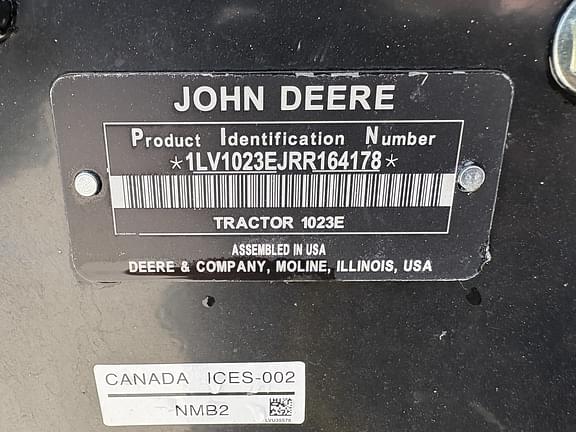 JOHN DEERE
Product Identification Number
*1LV1023EJRR164178*
TRACTOR 1023E
ASSEMBLED IN USA
DEERE & COMPANY, MOLINE, ILLINOIS, USA
CANADA ICES-002
NMB2